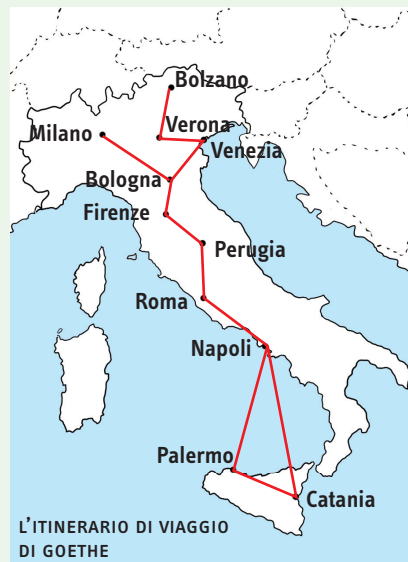 Bolzano
Verona
Milano
Venezia
Bologna
Firenze
Perugia
Roma
Napoli
Palermo
Catania
L'ITINERARIO DI VIAGGIO
DI GOETHE